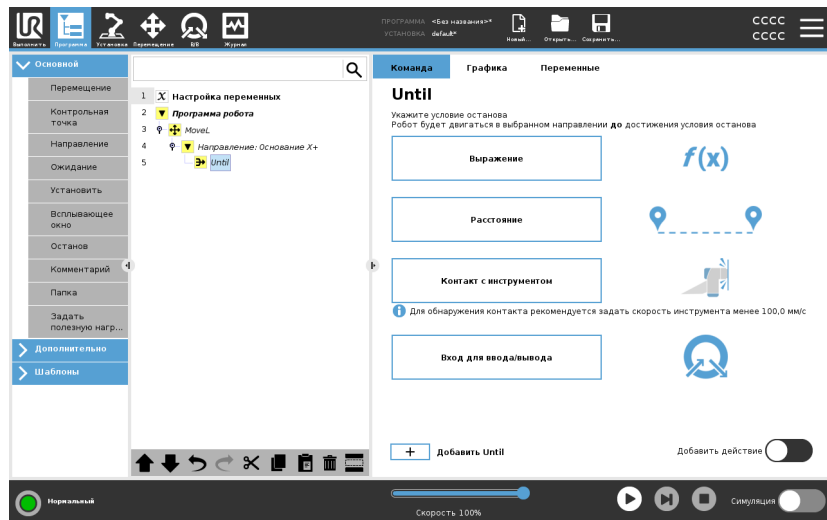 UR
ПРОГРАММА <Без названия>*
УСТАНОВКА default*
CCCC
CCCC
Выполнить Программа Установка Перемещение В/В Журнал
Новый... Открыть... Сохранить...
Основной
Перемещение
Контрольная
точка
Направление
Ожидание
Установить
Всплывающее
окно
Останов
Комментарий
Папка
Задать
полезную нагр...
Дополнительно
Шаблоны
1 X Настройка переменных
2 Программа робота
3 MoveL
4 Направление: Основание X+
5 Until
Команда Графика Переменные
Until
Укажите условие останова
Робот будет двигаться в выбранном направлении до достижения условия останова
Выражение
f(x)
Расстояние
Контакт с инструментом
Для обнаружения контакта рекомендуется задать скорость инструмента менее 100,0 мм/с
Вход для ввода/вывода
+ Добавить Until
Добавить действие
Нормальный
Скорость 100%
Симуляция